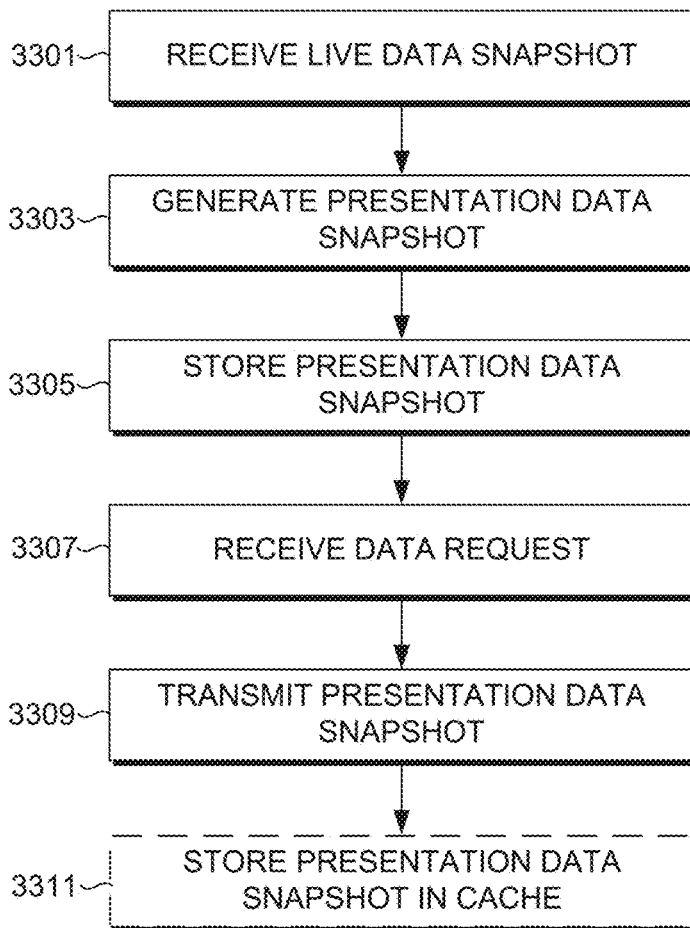 3301
RECEIVE LIVE DATA SNAPSHOT
3303
GENERATE PRESENTATION DATA
SNAPSHOT
3305
STORE PRESENTATION DATA
SNAPSHOT
3307
RECEIVE DATA REQUEST
3309
TRANSMIT PRESENTATION DATA
SNAPSHOT
3311
STORE PRESENTATION DATA
SNAPSHOT IN CACHE